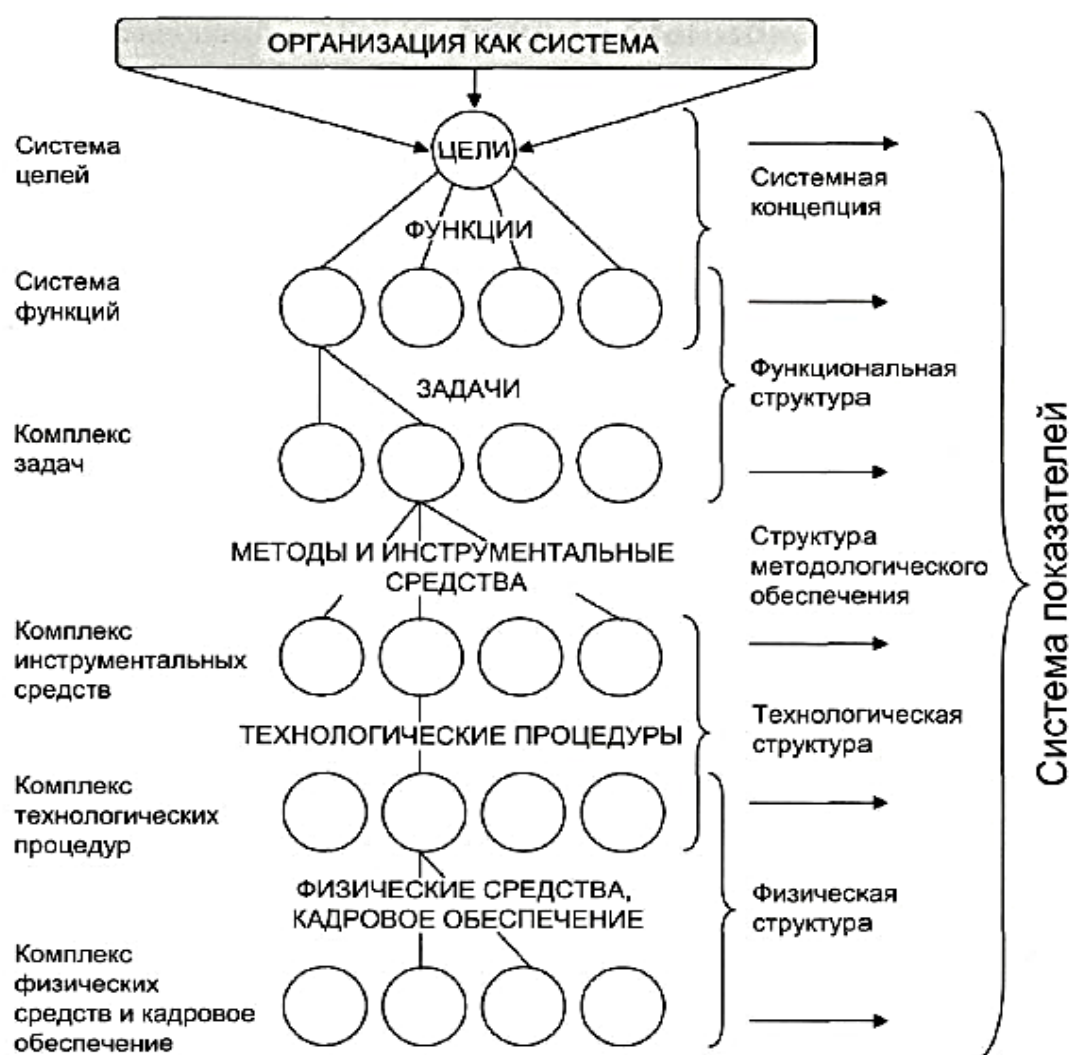 ОРГАНИЗАЦИЯ КАК СИСТЕМА
Система
целей
ЦЕЛИ
Системная
концепция
ФУНКЦИИ
Система
функций
ЗАДАЧИ
Функциональная
структура
Комплекс
задач
МЕТОДЫ И ИНСТРУМЕНТАЛЬНЫЕ
СРЕДСТВА
Структура
методологического
обеспечения
Комплекс
инструментальных
средств
ТЕХНОЛОГИЧЕСКИЕ ПРОЦЕДУРЫ
Технологическая
структура
Комплекс
технологических
процедур
ФИЗИЧЕСКИЕ СРЕДСТВА,
КАДРОВОЕ ОБЕСПЕЧЕНИЕ
Физическая
структура
Комплекс
физических
средств и кадровое
обеспечение
Система показателей